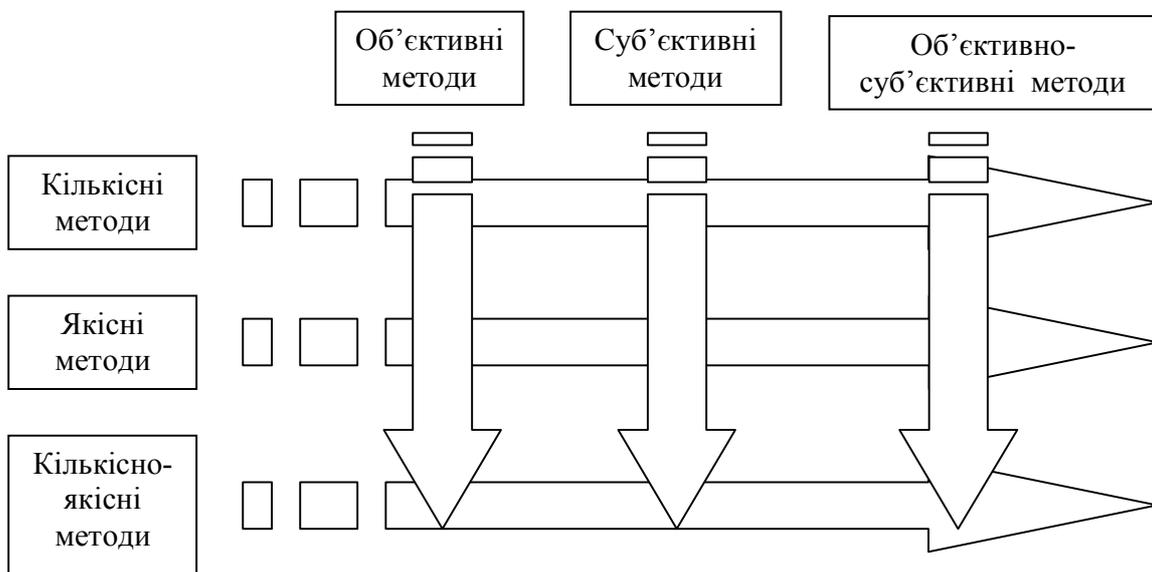 Об’єктивні
методи
Суб’єктивні
методи
Об’єктивно-
суб’єктивні методи
Кількісні
методи
Якісні
методи
Кількісно-
якісні
методи